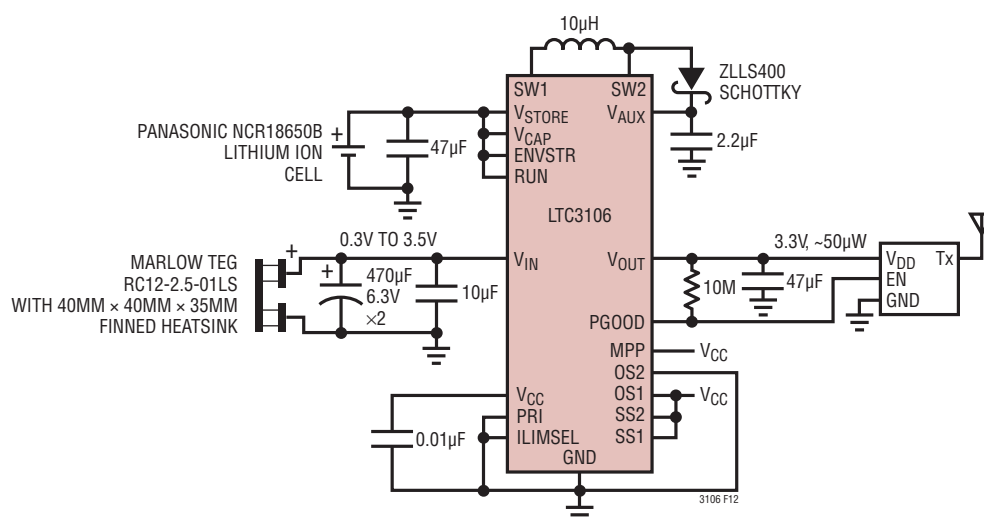 10µH
ZLLS400
SCHOTTKY
SW1
SW2
VSTORE
VAUX
VCAP
ENVSTR
RUN
2.2µF
PANASONIC NCR18650B
LITHIUM ION
CELL
+
47µF
LTC3106
0.3V TO 3.5V
VIN
VOUT
3.3V, ~50µW
VDD
Tx
EN
GND
MARLOW TEG
RC12-2.5-01LS
WITH 40MM × 40MM × 35MM
FINNED HEATSINK
+
+
470µF
6.3V
×2
10µF
10M
47µF
PGOOD
MPP
VCC
OS2
VCC
OS1
VCC
PRI
SS2
ILIMSEL
SS1
0.01µF
GND
3106 F12